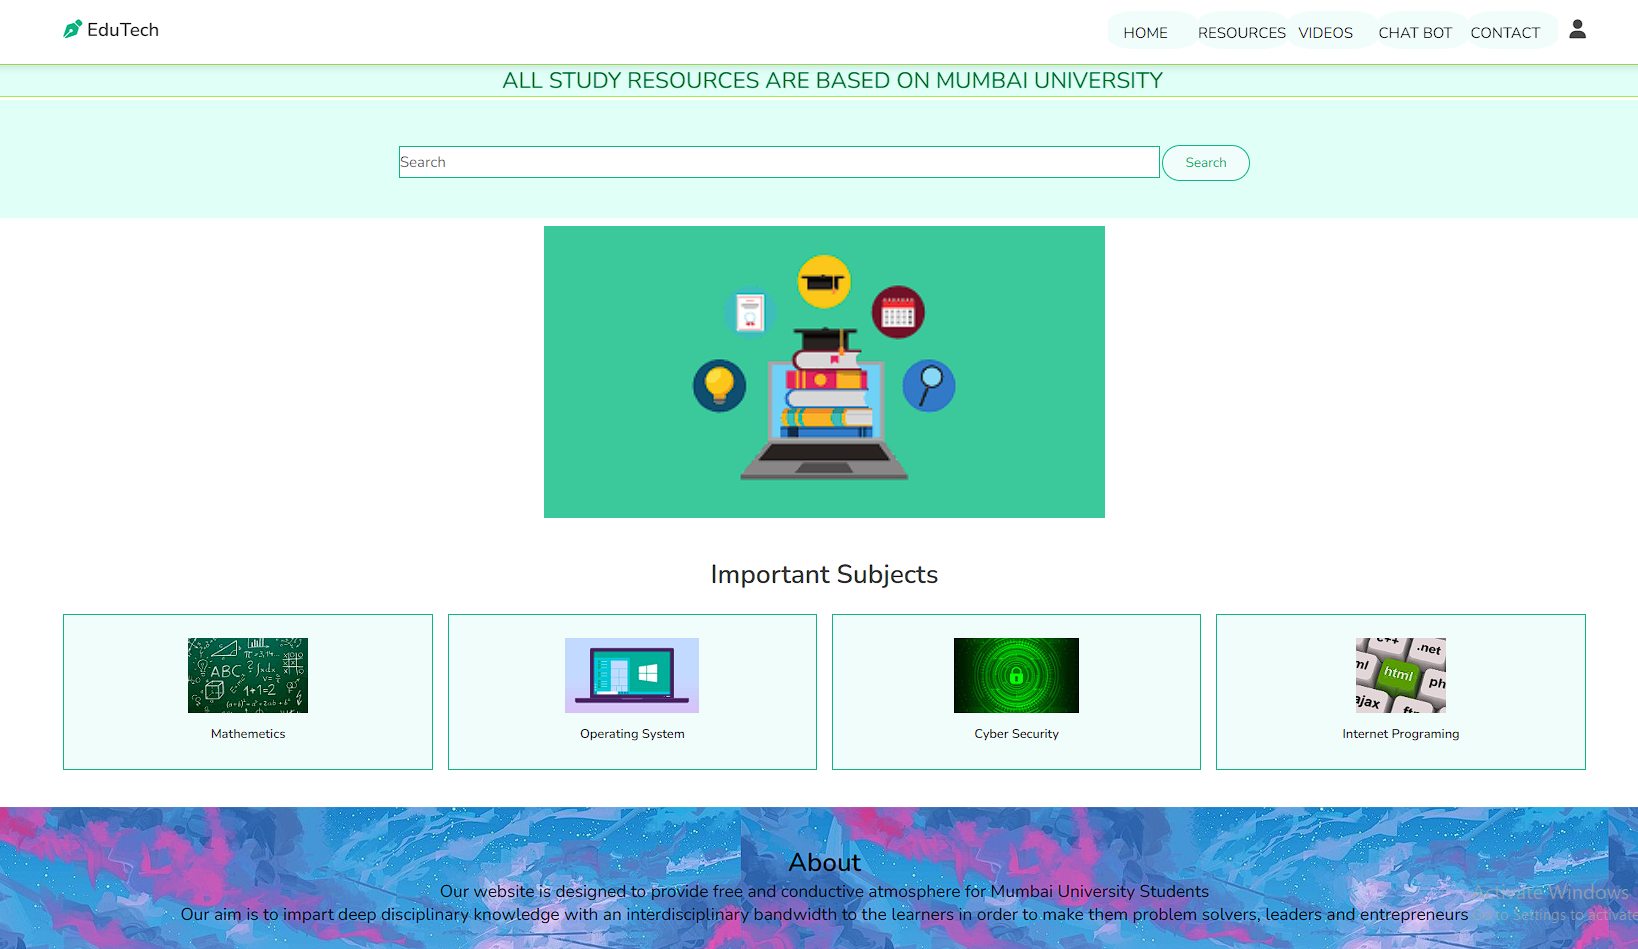 EduTech
HOME RESOURCES VIDEOS CHAT BOT CONTACT
ALL STUDY RESOURCES ARE BASED ON MUMBAI UNIVERSITY
Search Search
Important Subjects
ABC
1+1=2
c++ .net
ml html ph
ajax
Mathemetics Operating System Cyber Security Internet Programing
About
Our website is designed to provide free and conductive atmosphere for Mumbai University Students
Our aim is to impart deep disciplinary knowledge with an interdisciplinary bandwidth to the learners in order to make them problem solvers, leaders and entrepreneurs
Activate Windows
Go to Settings to activate